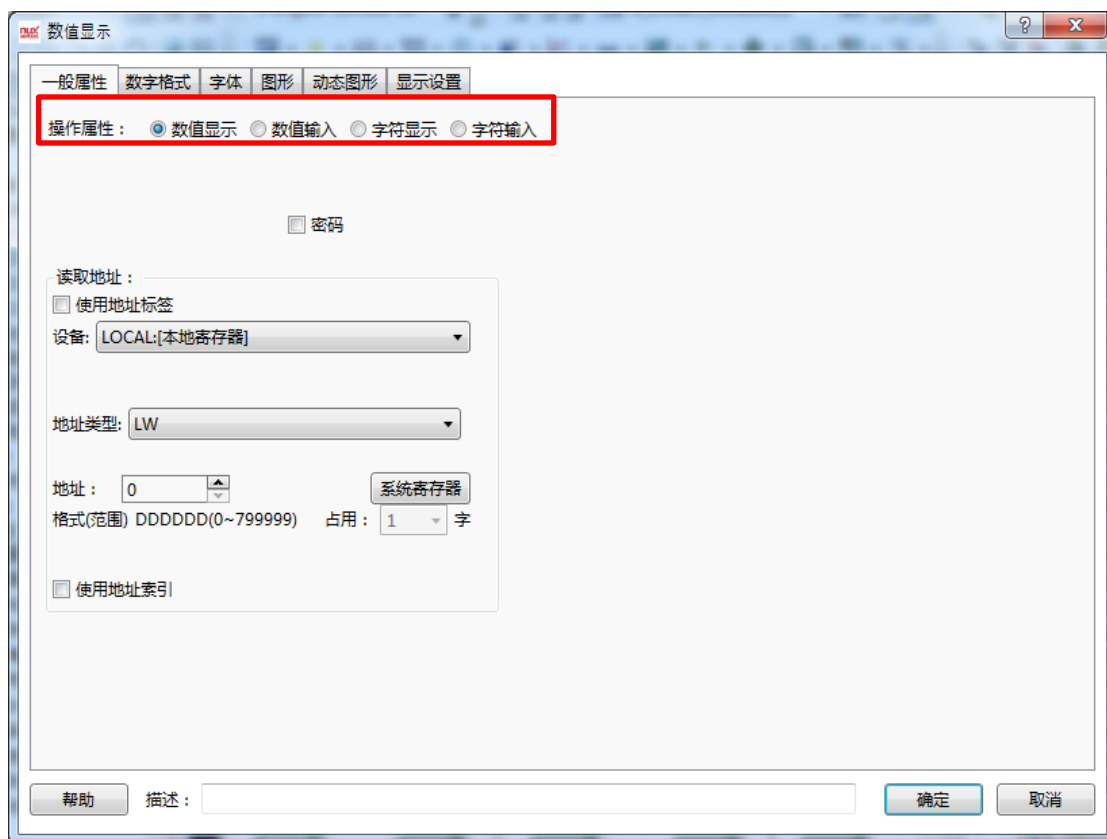 数值显示
一般属性 数字格式 字体 图形 动态图形 显示设置
操作属性： 数值显示 数值输入 字符显示 字符输入
密码
读取地址：
使用地址标签
设备: LOCAL:[本地寄存器]
地址类型: LW
地址： 0 系统寄存器
格式(范围) DDDDDD(0~799999) 占用： 1 字
使用地址索引
帮助 描述： 确定 取消